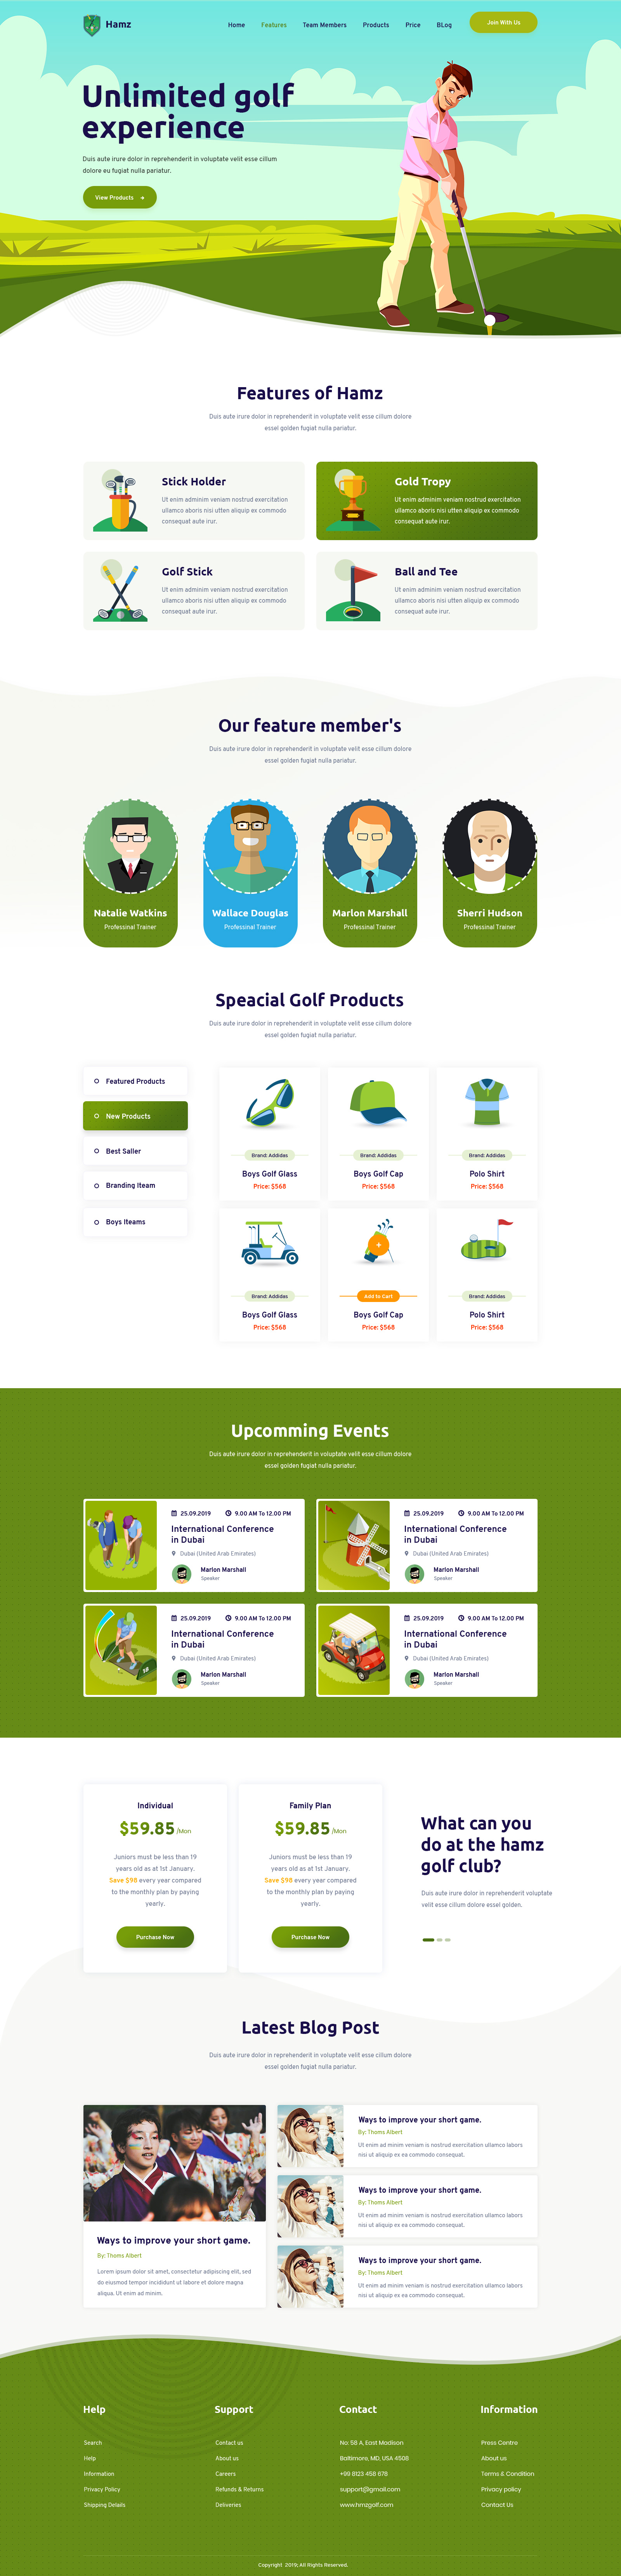 Hamz
Home Features Team Members Products Price BLog Join With Us
Unlimited golf
experience
Duis aute irure dolor in reprehenderit in voluptate velit esse cillum
dolore eu fugiat nulla pariatur.
View Products
Features of Hamz
Duis aute irure dolor in reprehenderit in voluptate velit esse cillum dolore
essel golden fugiat nulla pariatur.
Stick Holder
Ut enim adminim veniam nostrud exercitation
ullamco aboris nisi utten aliquip ex commodo
consequat aute irur.
Gold Tropy
Ut enim adminim veniam nostrud exercitation
ullamco aboris nisi utten aliquip ex commodo
consequat aute irur.
Golf Stick
Ut enim adminim veniam nostrud exercitation
ullamco aboris nisi utten aliquip ex commodo
consequat aute irur.
Ball and Tee
Ut enim adminim veniam nostrud exercitation
ullamco aboris nisi utten aliquip ex commodo
consequat aute irur.
Our feature member's
Duis aute irure dolor in reprehenderit in voluptate velit esse cillum dolore
essel golden fugiat nulla pariatur.
Natalie Watkins
Professinal Trainer
Wallace Douglas
Professinal Trainer
Marlon Marshall
Professinal Trainer
Sherri Hudson
Professinal Trainer
Speacial Golf Products
Duis aute irure dolor in reprehenderit in voluptate velit esse cillum dolore
essel golden fugiat nulla pariatur.
Featured Products
New Products
Best Saller
Branding Iteam
Boys Iteams
Brand: Addidas
Boys Golf Glass
Price: $568
Brand: Addidas
Boys Golf Cap
Price: $568
Brand: Addidas
Polo Shirt
Price: $568
Brand: Addidas
Boys Golf Glass
Price: $568
Add to Cart
Boys Golf Cap
Price: $568
Brand: Addidas
Polo Shirt
Price: $568
Upcomming Events
Duis aute irure dolor in reprehenderit in voluptate velit esse cillum dolore
essel golden fugiat nulla pariatur.
25.09.2019 9.00 AM To 12.00 PM
International Conference
in Dubai
Dubai (United Arab Emirates)
Marlon Marshall
Speaker
25.09.2019 9.00 AM To 12.00 PM
International Conference
in Dubai
Dubai (United Arab Emirates)
Marlon Marshall
Speaker
18
25.09.2019 9.00 AM To 12.00 PM
International Conference
in Dubai
Dubai (United Arab Emirates)
Marlon Marshall
Speaker
25.09.2019 9.00 AM To 12.00 PM
International Conference
in Dubai
Dubai (United Arab Emirates)
Marlon Marshall
Speaker
Individual
$59.85 /Mon
Juniors must be less than 19
years old as at 1st January.
Save $98 every year compared
to the monthly plan by paying
yearly.
Purchase Now
Family Plan
$59.85 /Mon
Juniors must be less than 19
years old as at 1st January.
Save $98 every year compared
to the monthly plan by paying
yearly.
Purchase Now
What can you
do at the hamz
golf club?
Duis aute irure dolor in reprehenderit voluptate
velit esse cillum dolore essel golden.
Latest Blog Post
Duis aute irure dolor in reprehenderit in voluptate velit esse cillum dolore
essel golden fugiat nulla pariatur.
Ways to improve your short game.
By: Thoms Albert
Lorem ipsum dolor sit amet, consectetur adipiscing elit, sed
do eiusmod tempor incididunt ut labore et dolore magna
aliqua. Ut enim ad minim.
Ways to improve your short game.
By: Thoms Albert
Ut enim ad minim veniam is nostrud exercitation ullamco labors
nisi ut aliquip ex ea commodo consequat.
Ways to improve your short game.
By: Thoms Albert
Ut enim ad minim veniam is nostrud exercitation ullamco labors
nisi ut aliquip ex ea commodo consequat.
Ways to improve your short game.
By: Thoms Albert
Ut enim ad minim veniam is nostrud exercitation ullamco labors
nisi ut aliquip ex ea commodo consequat.
Help
Search
Help
Information
Privacy Policy
Shipping Details
Support
Contact us
About us
Careers
Refunds & Returns
Deliveries
Contact
No: 58 A, East Madison
Baltimore, MD, USA 4508
+99 8123 458 678
support@gmail.com
www.hmzgolf.com
Information
Press Centre
About us
Terms & Condition
Privacy policy
Contact Us
Copyright 2019; All Rights Reserved.